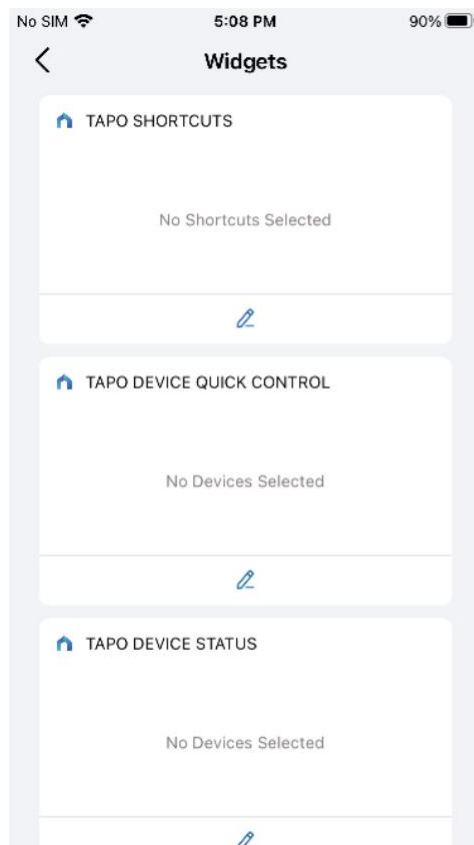 No SIM 5:08 PM 90%
Widgets
TAPO SHORTCUTS
No Shortcuts Selected
TAPO DEVICE QUICK CONTROL
No Devices Selected
TAPO DEVICE STATUS
No Devices Selected